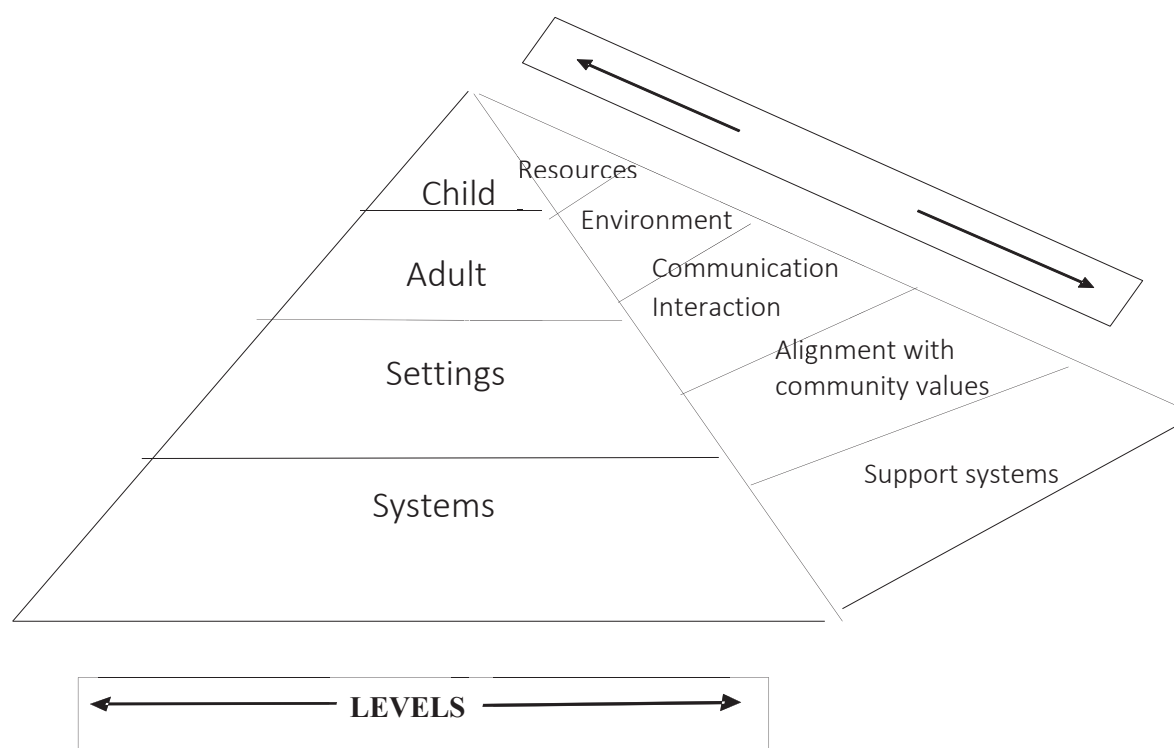 Child
Adult
Settings
Systems
Resources
Environment
Communication
Interaction
Alignment with
community values
Support systems
LEVELS